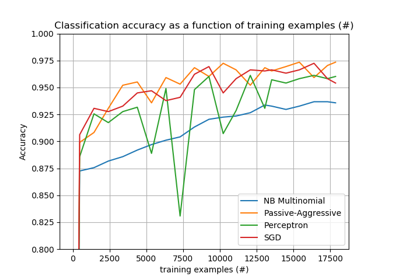 Classification accuracy as a function of training examples (#)
1.000
0.975
0.950
0.925
0.900
0.875
0.850
0.825
0.800
Accuracy
NB Multinomial
Passive-Aggressive
Perceptron
SGD
0 2500 5000 7500 10000 12500 15000 17500
training examples (#)